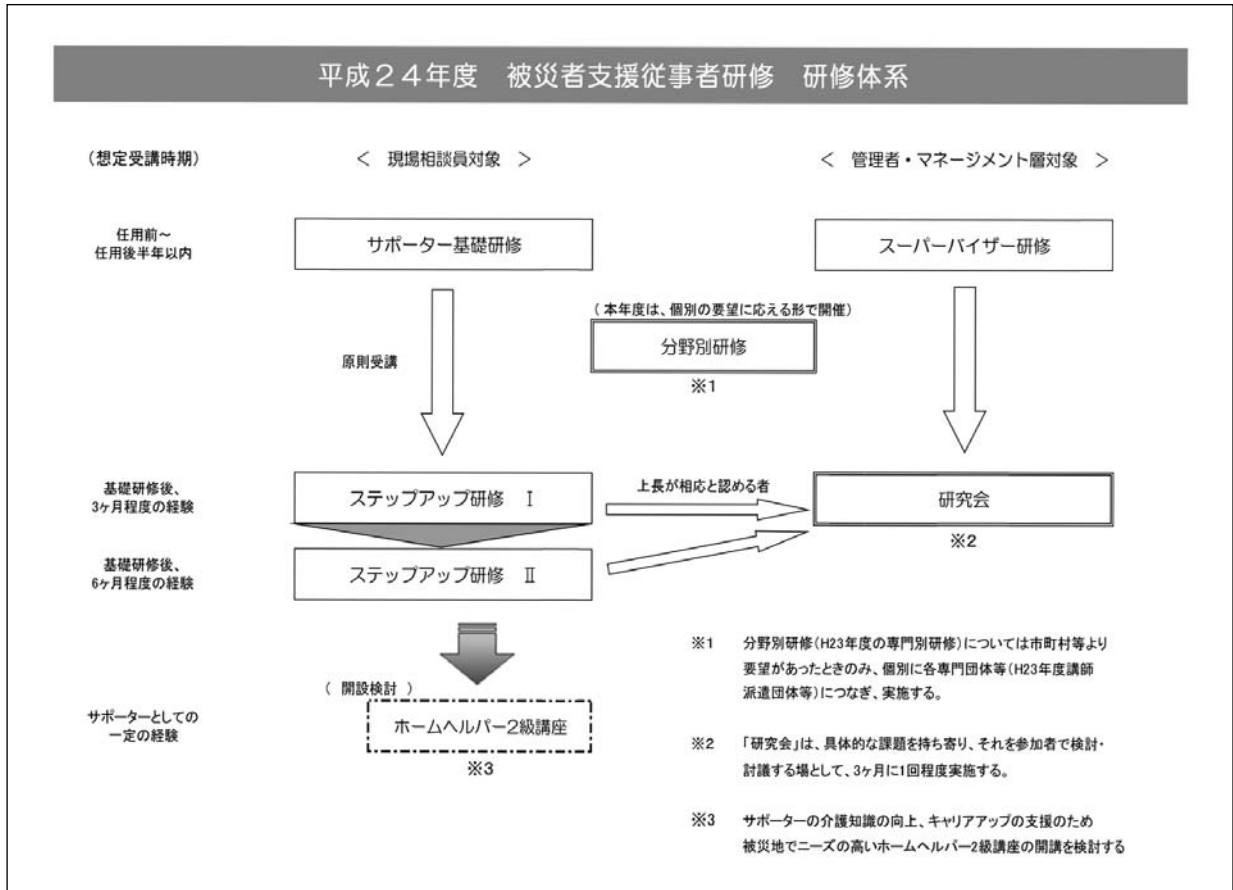 平成２４年度　被災者支援従事者研修　研修体系
（想定受講時期）
＜　現場相談員対象　＞
＜　管理者・マネージメント層対象　＞
任用前～
任用後半年以内
サポーター基礎研修
スーパーバイザー研修
（本年度は、個別の要望に応える形で開催）
分野別研修
※1
原則受講
基礎研修後、
3ヶ月程度の経験
ステップアップ研修　Ⅰ
上長が相応と認める者
研究会
※2
基礎研修後、
6ヶ月程度の経験
ステップアップ研修　Ⅱ
（　開設検討　）
サポーターとしての
一定の経験
ホームヘルパー2級講座
※3
※1　分野別研修（H23年度の専門別研修）については市町村等より
要望があったときのみ、個別に各専門団体等（H23年度講師
派遣団体等）につなぎ、実施する。
※2　「研究会」は、具体的な課題を持ち寄り、それを参加者で検討・
討議する場として、3ヶ月に1回程度実施する。
※3　サポーターの介護知識の向上、キャリアアップの支援のため
被災地でニーズの高いホームヘルパー2級講座の開講を検討する